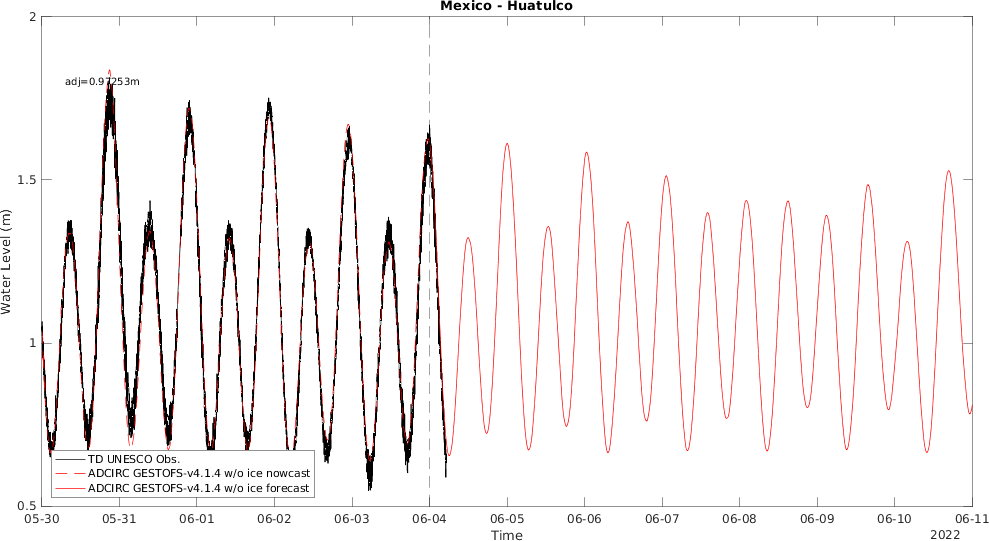 Mexico - Huatulco
2
adj=0.97253m
1.5
Water Level (m)
1
TD UNESCO Obs.
ADCIRC GESTOFS-v4.1.4 w/o ice nowcast
ADCIRC GESTOFS-v4.1.4 w/o ice forecast
0.5
05-30 05-31 06-01 06-02 06-03 06-04 06-05 06-06 06-07 06-08 06-09 06-10 06-11
Time
2022